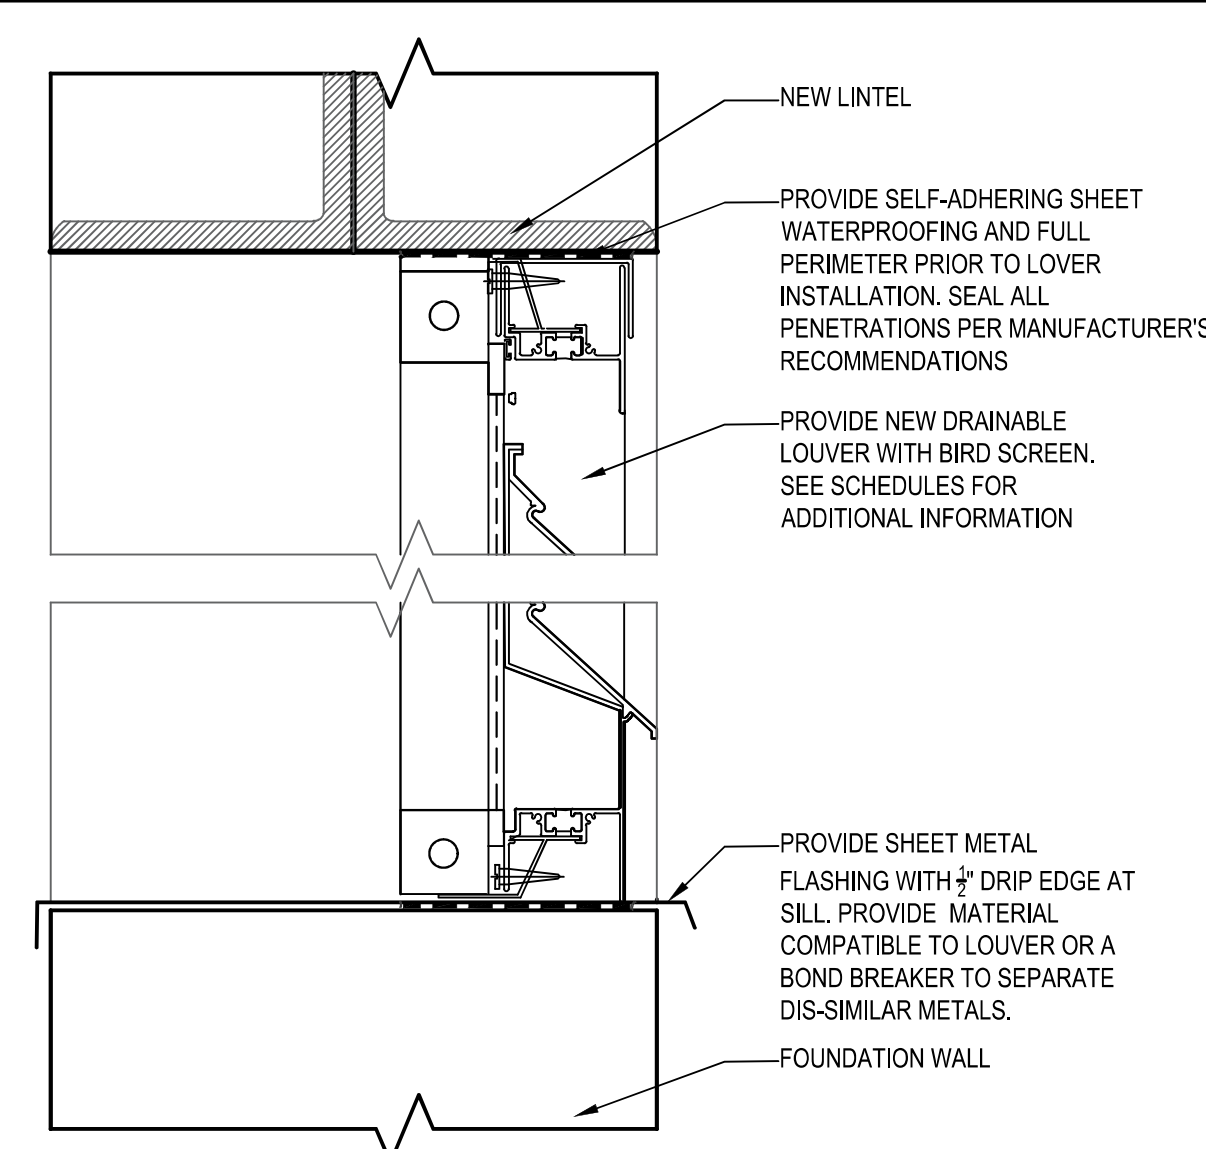 NEW LINTEL
PROVIDE SELF-ADHERING SHEET
WATERPROOFING AND FULL
PERIMETER PRIOR TO LOVER
INSTALLATION. SEAL ALL
PENETRATIONS PER MANUFACTURER'S
RECOMMENDATIONS
PROVIDE NEW DRAINABLE
LOUVER WITH BIRD SCREEN.
SEE SCHEDULES FOR
ADDITIONAL INFORMATION
PROVIDE SHEET METAL
FLASHING WITH 1/2" DRIP EDGE AT
SILL. PROVIDE MATERIAL
COMPATIBLE TO LOUVER OR A
BOND BREAKER TO SEPARATE
DIS-SIMILAR METALS.
FOUNDATION WALL